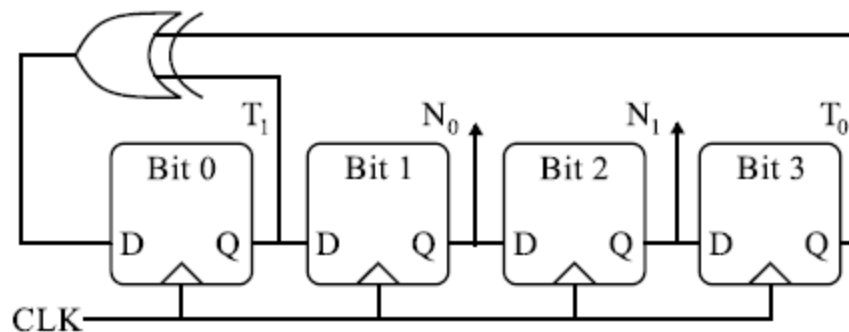 T₁ N₀ N₁ T₀
Bit 0 Bit 1 Bit 2 Bit 3
D Q D Q D Q D Q
CLK